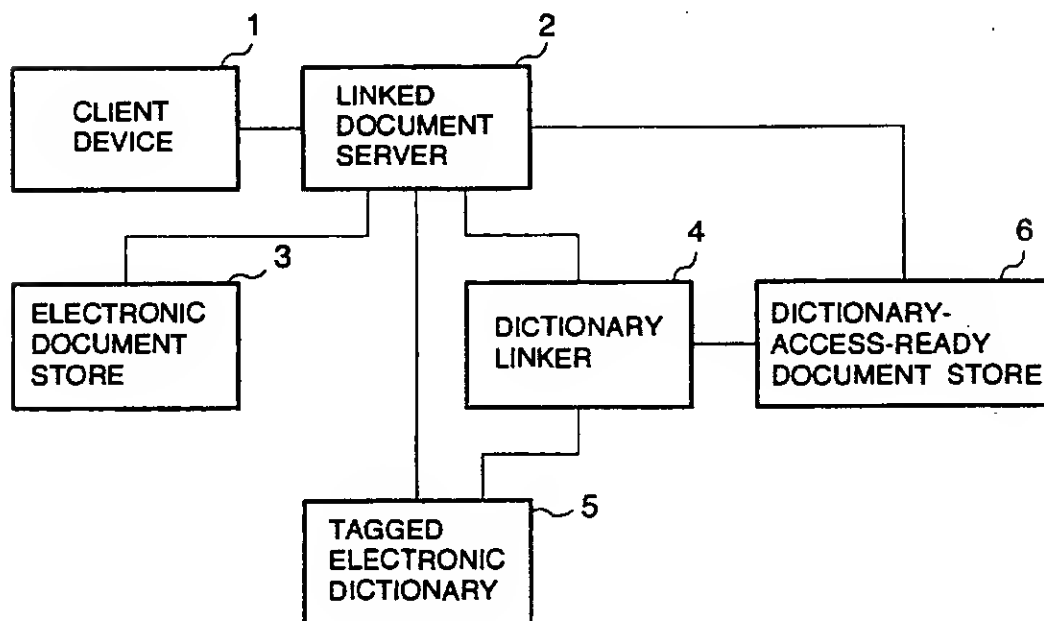 1
CLIENT
DEVICE
2
LINKED
DOCUMENT
SERVER
3
ELECTRONIC
DOCUMENT
STORE
4
DICTIONARY
LINKER
6
DICTIONARY-
ACCESS-READY
DOCUMENT STORE
5
TAGGED
ELECTRONIC
DICTIONARY